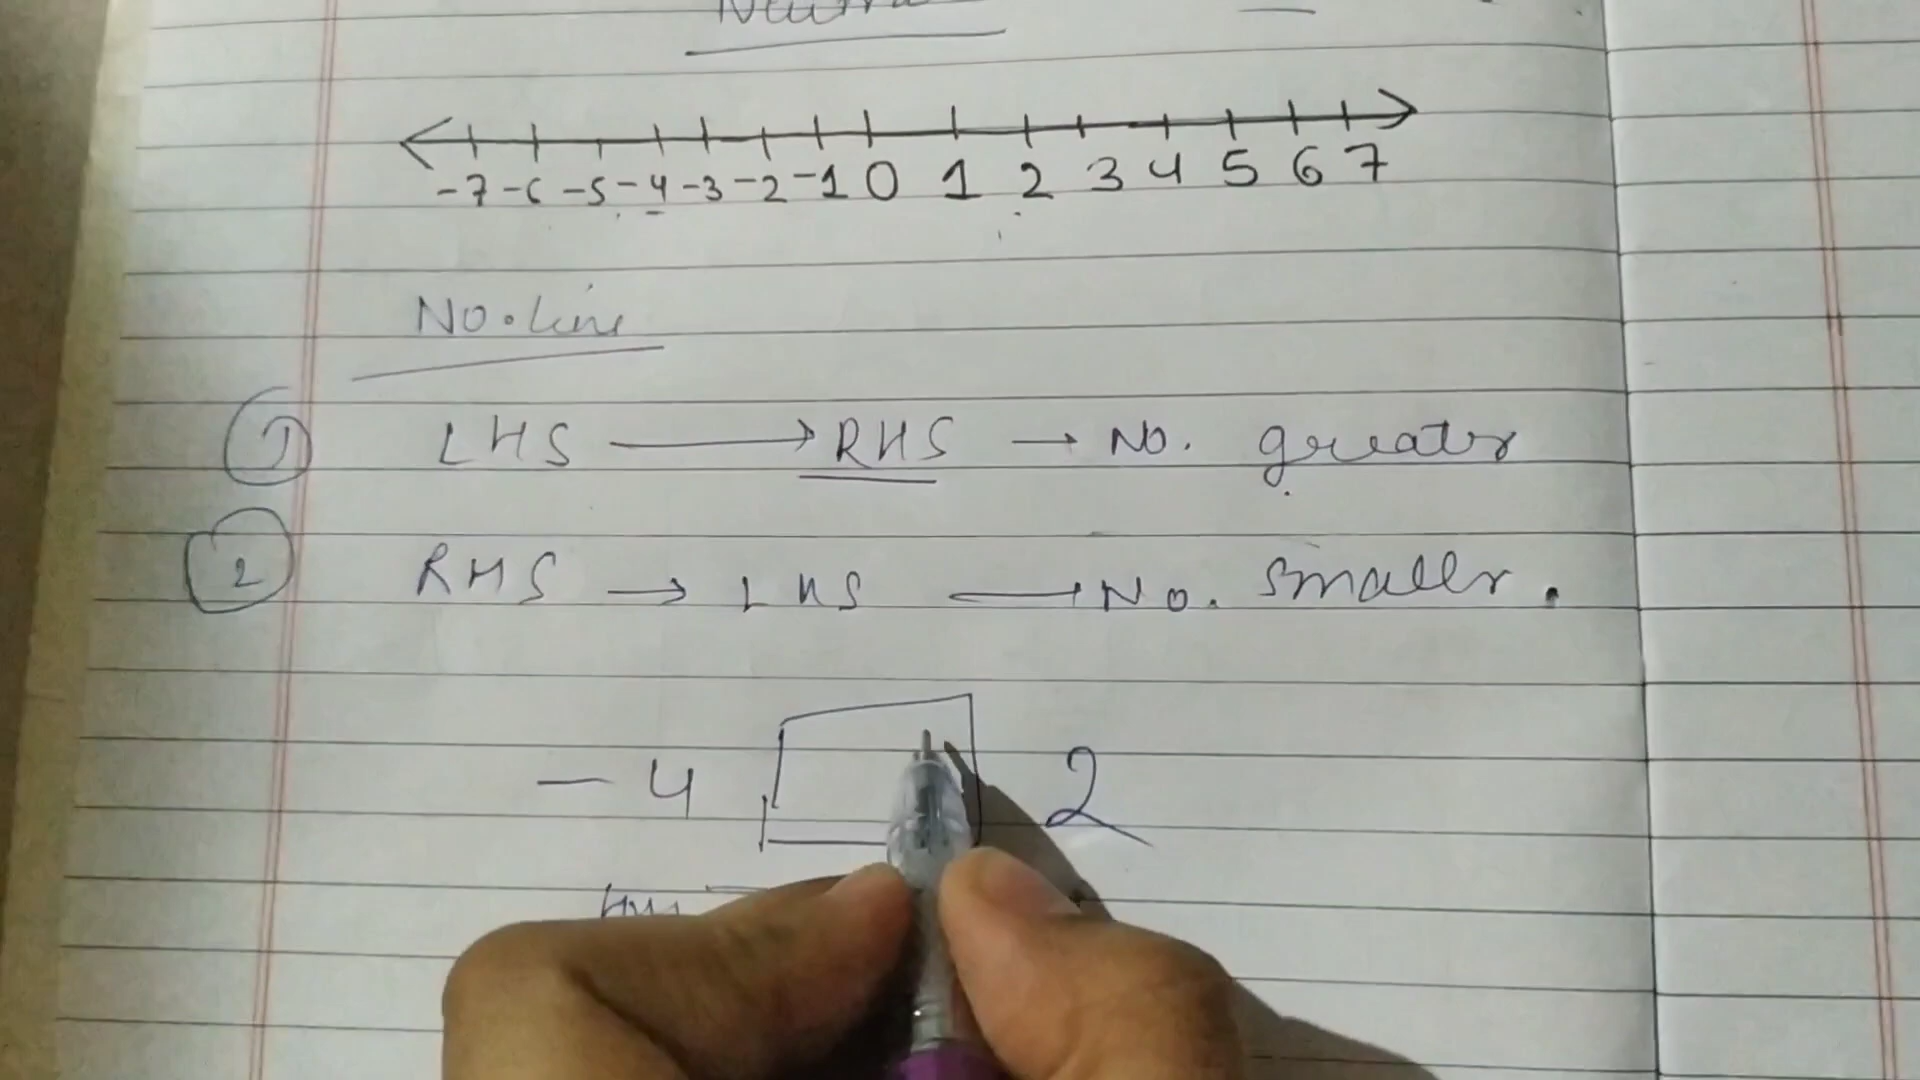 -7 -6 -5 -4 -3 -2 -1 0 1 2 3 4 5 6 7
No. line
1 LHS → RHS → No. greater
2 RHS → LHS → No. smaller.
- 4 2